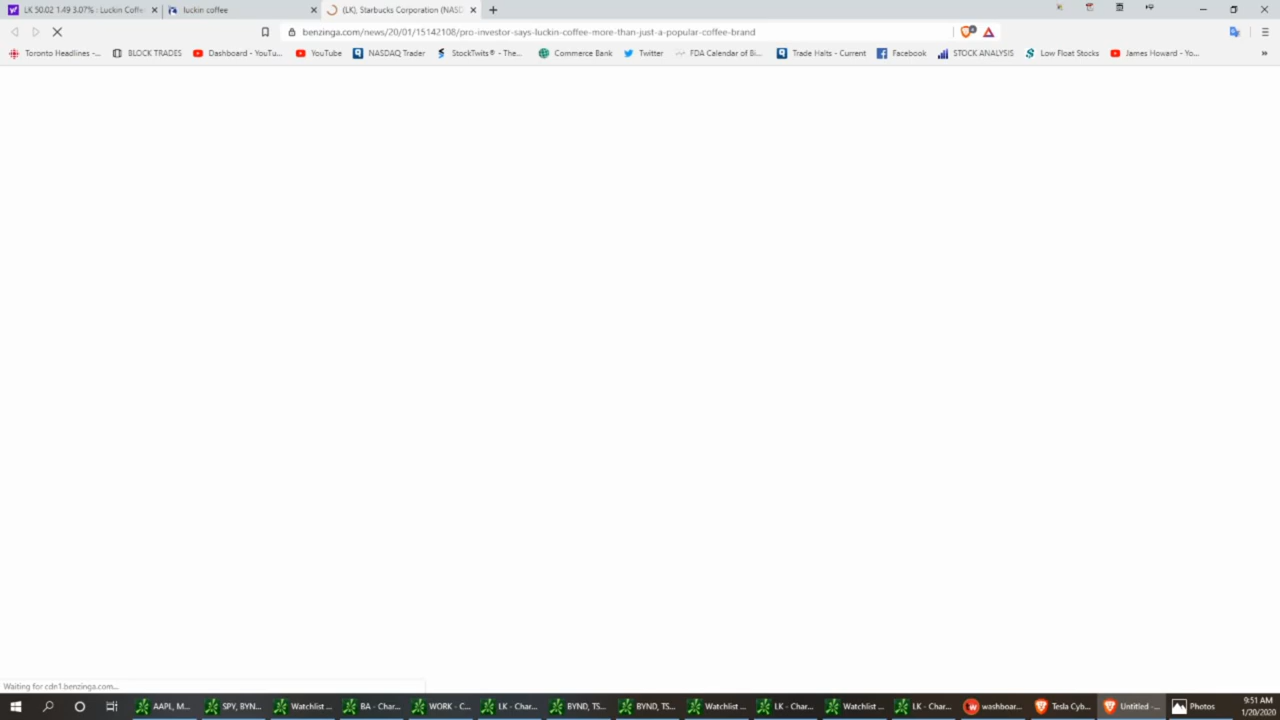 LK 50.02 1.49 3.07% : Luckin Coff
luckin coffee
(LK), Starbucks Corporation (NASD
benzinga.com/news/20/01/15142108/pro-investor-says-luckin-coffee-more-than-just-a-popular-coffee-brand
Toronto Headlines -... BLOCK TRADES Dashboard - YouTu... YouTube NASDAQ Trader StockTwits® - The... Commerce Bank Twitter FDA Calendar of Bi... Trade Halts - Current Facebook STOCK ANALYSIS Low Float Stocks James Howard - Yo... »
Waiting for cdn1.benzinga.com...
AAPL, M... SPY, BYN... Watchlist ... BA - Char... WORK - C... LK - Char... BYND, TS... BYND, TS... Watchlist ... LK - Char... Watchlist ... LK - Char... washboar... Tesla Cyb... Untitled -... Photos
9:51 AM
1/20/2020